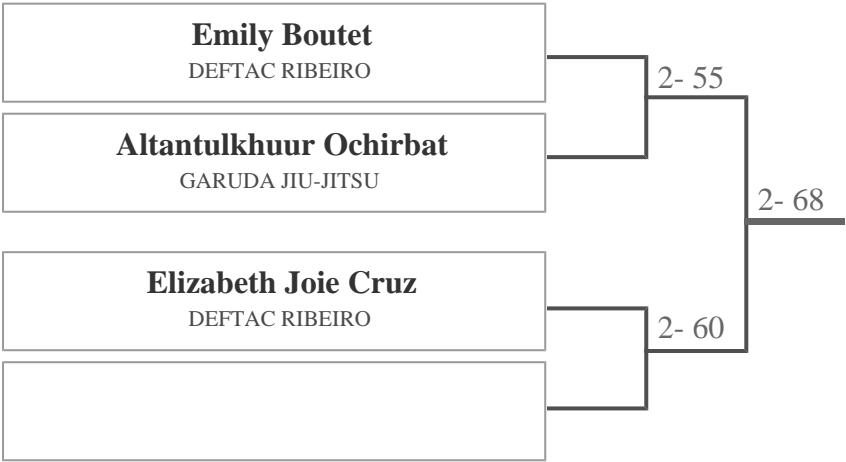 Emily Boutet
DEFTAC RIBEIRO
2- 55
Altantulkhuur Ochirbat
GARUDA JIU-JITSU
2- 68
Elizabeth Joie Cruz
DEFTAC RIBEIRO
2- 60